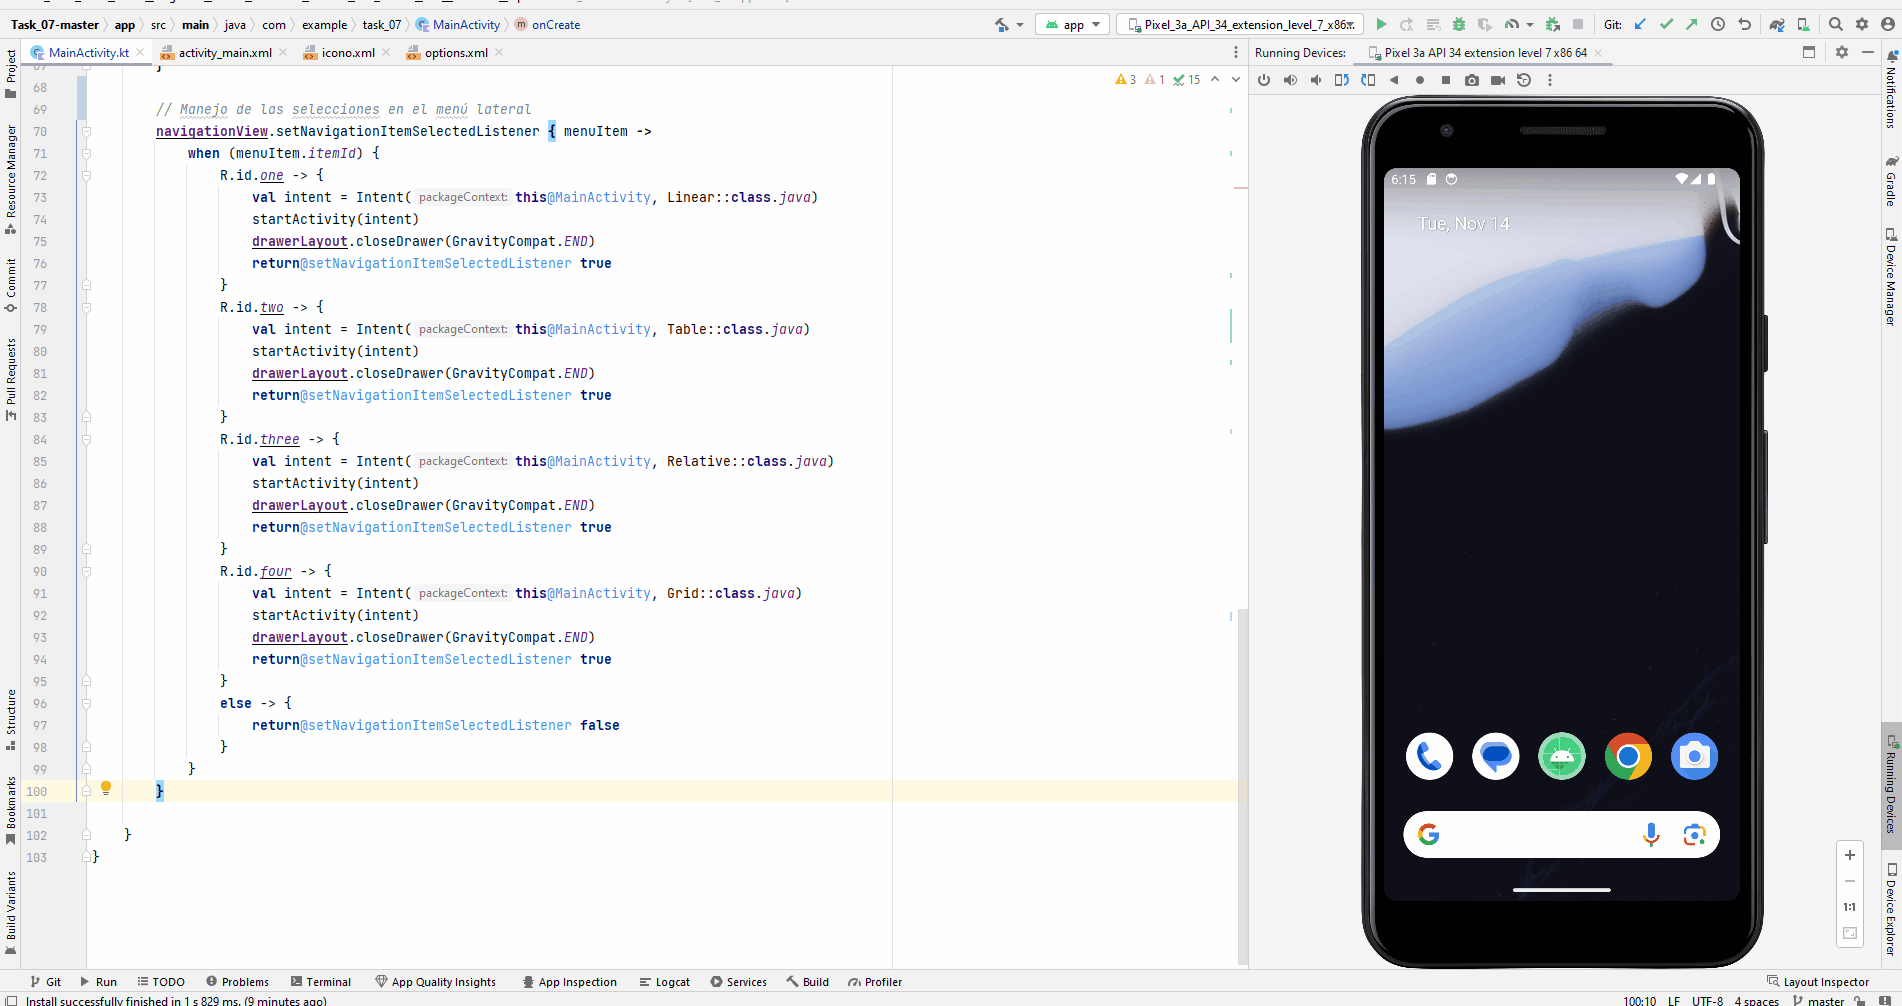 Task_07-master app src main java com example task_07 MainActivity onCreate
app Pixel_3a_API_34_extension_level_7_x86 Git:
MainActivity.kt activity_main.xml icono.xml options.xml
Running Devices: Pixel 3a API 34 extension level 7 x86 64
3 1 15
67 }
68
69 // Manejo de las selecciones en el menú lateral
70 navigationView.setNavigationItemSelectedListener { menuItem ->
71 when (menuItem.itemId) {
72 R.id.one -> {
73 val intent = Intent( packageContext: this@MainActivity, Linear::class.java)
74 startActivity(intent)
75 drawerLayout.closeDrawer(GravityCompat.END)
76 return@setNavigationItemSelectedListener true
77 }
78 R.id.two -> {
79 val intent = Intent( packageContext: this@MainActivity, Table::class.java)
80 startActivity(intent)
81 drawerLayout.closeDrawer(GravityCompat.END)
82 return@setNavigationItemSelectedListener true
83 }
84 R.id.three -> {
85 val intent = Intent( packageContext: this@MainActivity, Relative::class.java)
86 startActivity(intent)
87 drawerLayout.closeDrawer(GravityCompat.END)
88 return@setNavigationItemSelectedListener true
89 }
90 R.id.four -> {
91 val intent = Intent( packageContext: this@MainActivity, Grid::class.java)
92 startActivity(intent)
93 drawerLayout.closeDrawer(GravityCompat.END)
94 return@setNavigationItemSelectedListener true
95 }
96 else -> {
97 return@setNavigationItemSelectedListener false
98 }
99 }
100 }
101
102 }
103 }
Project
Resource Manager
Commit
Pull Requests
Structure
Bookmarks
Build Variants
6:15
Tue, Nov 14
1:1
Notifications
Gradle
Device Manager
Running Devices
Device Explorer
Git Run TODO Problems Terminal App Quality Insights App Inspection Logcat Services Build Profiler Layout Inspector
Install successfully finished in 1 s 829 ms. (9 minutes ago) 100:10 LF UTF-8 4 spaces master